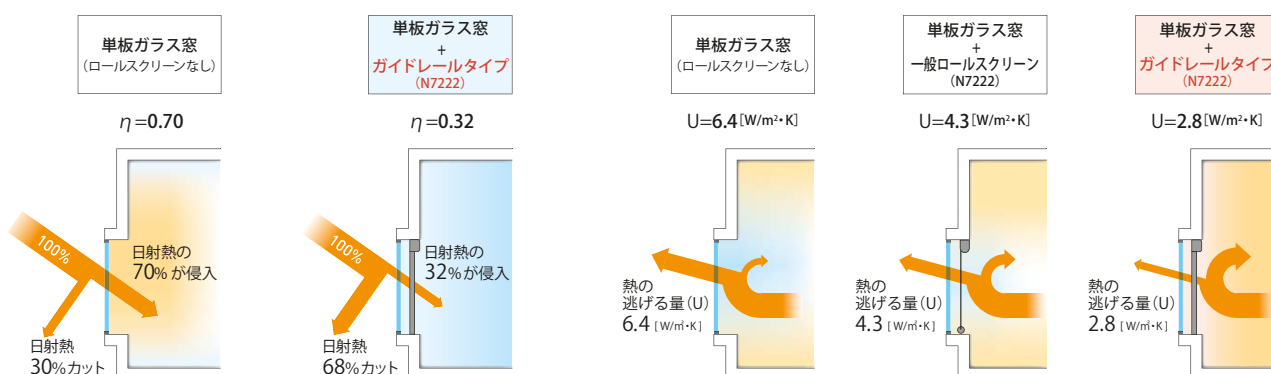 単板ガラス窓
（ロールスクリーンなし）
η=0.70
100%
日射熱の
70% が侵入
日射熱
30%カット
単板ガラス窓
+
ガイドレールタイプ
（N7222）
η=0.32
100%
日射熱の
32% が侵入
日射熱
68%カット
単板ガラス窓
（ロールスクリーンなし）
U=6.4[W/m²・K]
熱の
逃げる量（U）
6.4 [W/㎡・K]
単板ガラス窓
+
一般ロールスクリーン
（N7222）
U=4.3[W/m²・K]
熱の
逃げる量（U）
4.3 [W/㎡・K]
単板ガラス窓
+
ガイドレールタイプ
（N7222）
U=2.8[W/m²・K]
熱の
逃げる量（U）
2.8 [W/㎡・K]